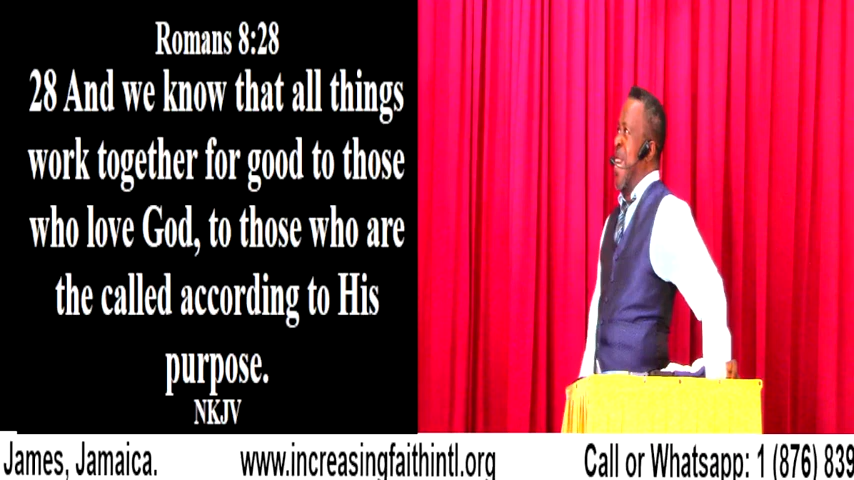 Romans 8:28
28 And we know that all things
work together for good to those
who love God, to those who are
the called according to His
purpose.
NKJV
James, Jamaica. www.increasingfaithintl.org Call or Whatsapp: 1 (876) 839